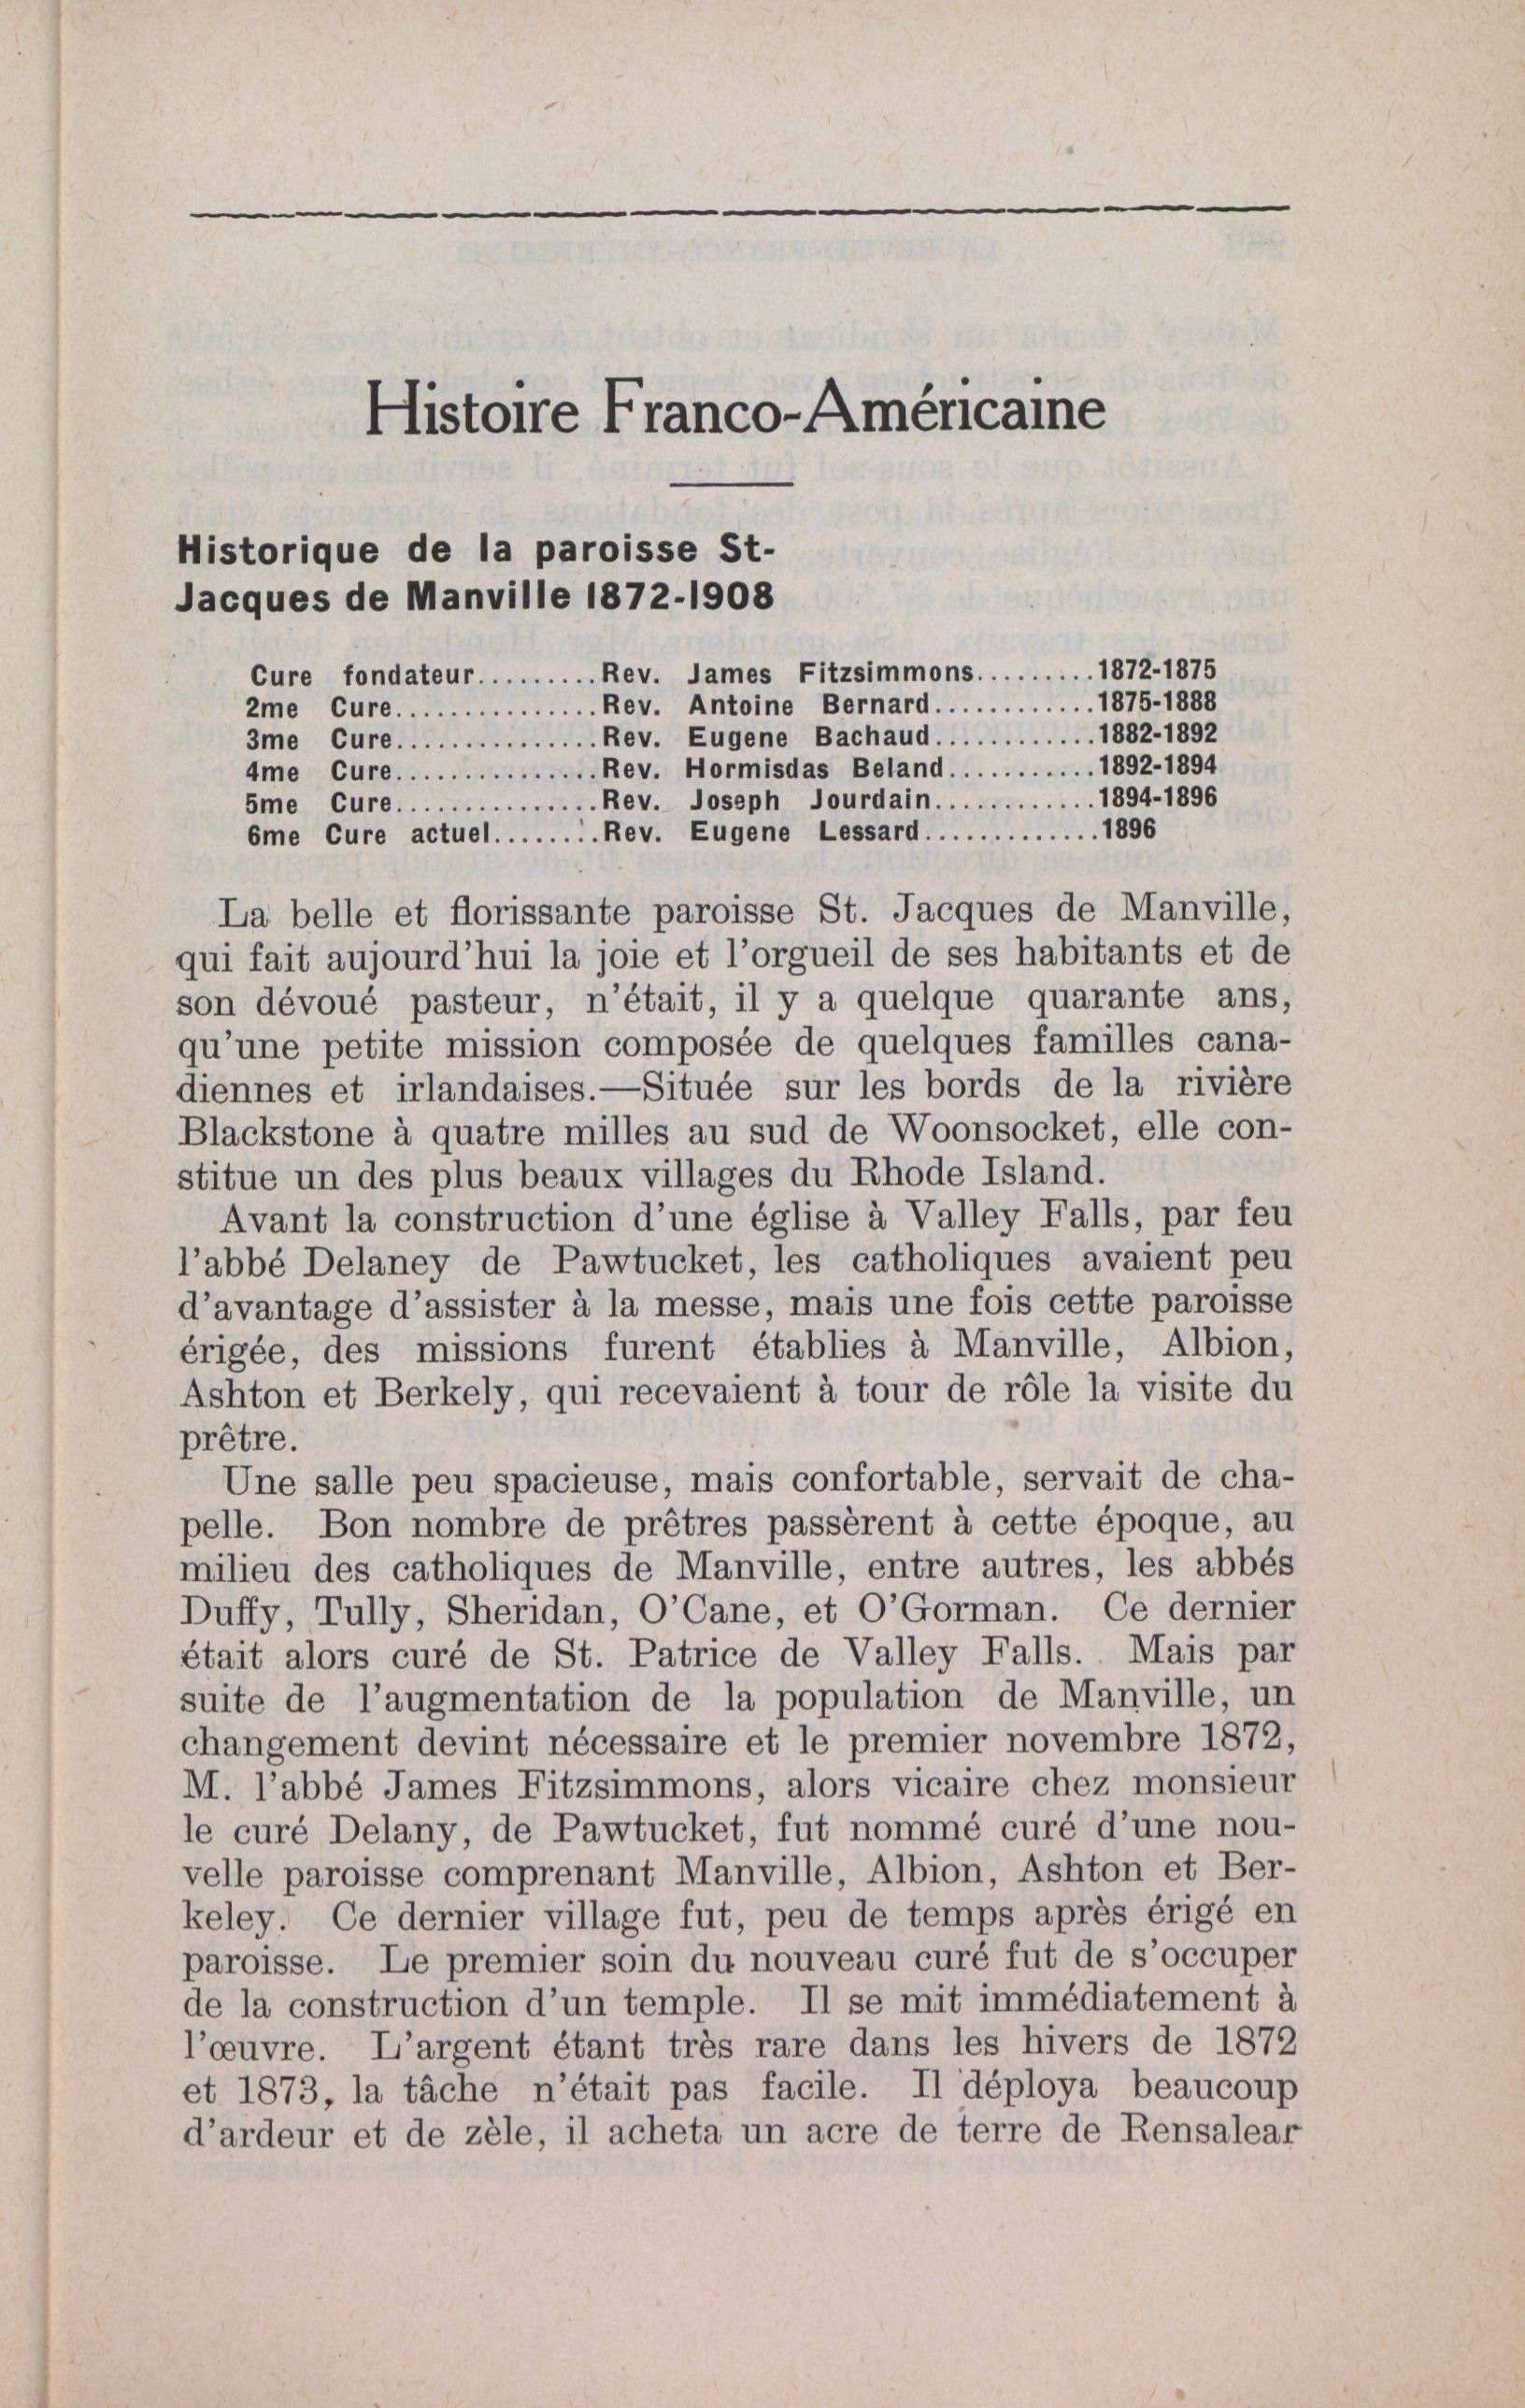 Histoire Franco-Américaine
Historique de la paroisse St-
Jacques de Manville 1872-1908
Cure fondateur.........Rev. James Fitzsimmons.........1872-1875
2me Cure...............Rev. Antoine Bernard............1875-1888
3me Cure...............Rev. Eugene Bachaud............1882-1892
4me Cure...............Rev. Hormisdas Beland...........1892-1894
5me Cure...............Rev. Joseph Jourdain............1894-1896
6me Cure actuel........Rev. Eugene Lessard.............1896
La belle et florissante paroisse St. Jacques de Manville,
qui fait aujourd'hui la joie et l'orgueil de ses habitants et de
son dévoué pasteur, n'était, il y a quelque quarante ans,
qu'une petite mission composée de quelques familles cana-
diennes et irlandaises.—Située sur les bords de la rivière
Blackstone à quatre milles au sud de Woonsocket, elle con-
stitue un des plus beaux villages du Rhode Island.
Avant la construction d'une église à Valley Falls, par feu
l'abbé Delaney de Pawtucket, les catholiques avaient peu
d'avantage d'assister à la messe, mais une fois cette paroisse
érigée, des missions furent établies à Manville, Albion,
Ashton et Berkely, qui recevaient à tour de rôle la visite du
prêtre.
Une salle peu spacieuse, mais confortable, servait de cha-
pelle. Bon nombre de prêtres passèrent à cette époque, au
milieu des catholiques de Manville, entre autres, les abbés
Duffy, Tully, Sheridan, O'Cane, et O'Gorman. Ce dernier
était alors curé de St. Patrice de Valley Falls. Mais par
suite de l'augmentation de la population de Manville, un
changement devint nécessaire et le premier novembre 1872,
M. l'abbé James Fitzsimmons, alors vicaire chez monsieur
le curé Delany, de Pawtucket, fut nommé curé d'une nou-
velle paroisse comprenant Manville, Albion, Ashton et Ber-
keley. Ce dernier village fut, peu de temps après érigé en
paroisse. Le premier soin du nouveau curé fut de s'occuper
de la construction d'un temple. Il se mit immédiatement à
l'œuvre. L'argent étant très rare dans les hivers de 1872
et 1873, la tâche n'était pas facile. Il déploya beaucoup
d'ardeur et de zèle, il acheta un acre de terre de Rensalear